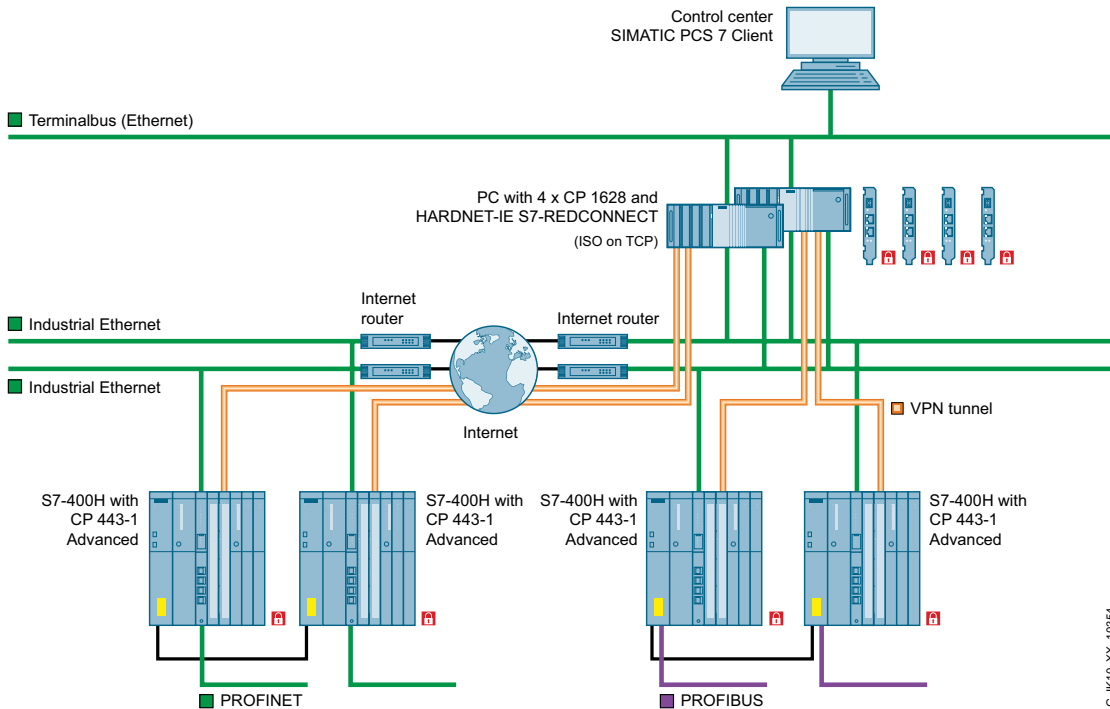 Control center
SIMATIC PCS 7 Client
Terminalbus (Ethernet)
PC with 4 x CP 1628 and
HARDNET-IE S7-REDCONNECT
(ISO on TCP)
Internet
router
Internet router
Industrial Ethernet
Industrial Ethernet
VPN tunnel
Internet
S7-400H with
CP 443-1
Advanced
S7-400H with
CP 443-1
Advanced
S7-400H with
CP 443-1
Advanced
S7-400H with
CP 443-1
Advanced
PROFINET
PROFIBUS